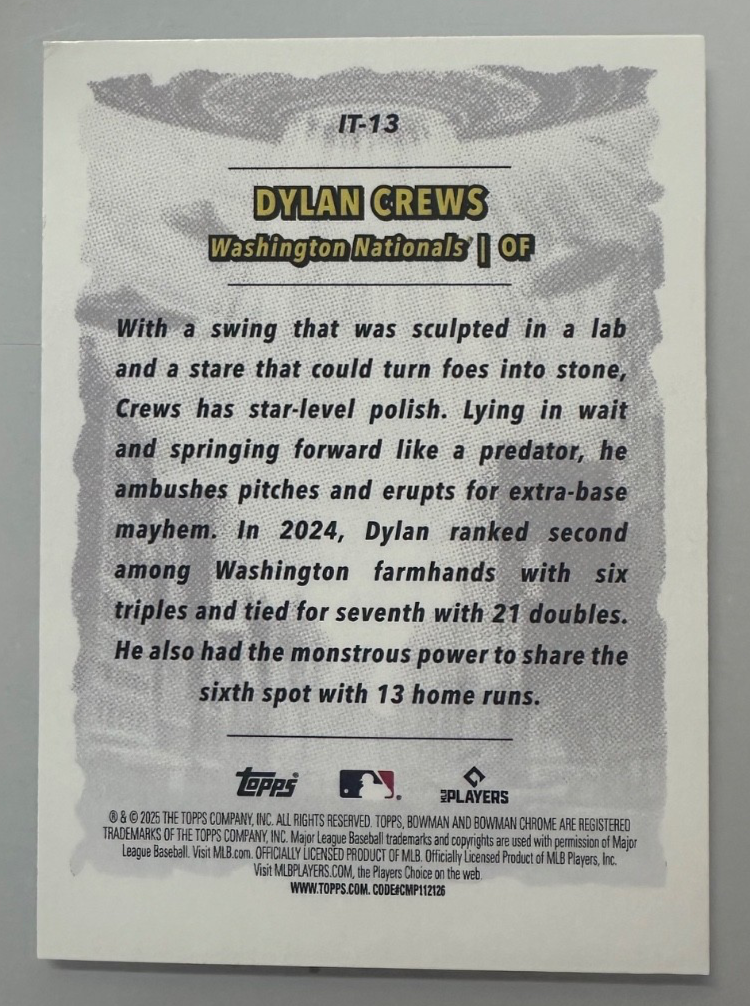 IT-13
DYLAN CREWS
Washington Nationals® | OF
With a swing that was sculpted in a lab
and a stare that could turn foes into stone,
Crews has star-level polish. Lying in wait
and springing forward like a predator, he
ambushes pitches and erupts for extra-base
mayhem. In 2024, Dylan ranked second
among Washington farmhands with six
triples and tied for seventh with 21 doubles.
He also had the monstrous power to share the
sixth spot with 13 home runs.
topps® ® MLB PLAYERS
® & © 2025 THE TOPPS COMPANY, INC. ALL RIGHTS RESERVED. TOPPS, BOWMAN AND BOWMAN CHROME ARE REGISTERED
TRADEMARKS OF THE TOPPS COMPANY, INC. Major League Baseball trademarks and copyrights are used with permission of Major
League Baseball. Visit MLB.com. OFFICIALLY LICENSED PRODUCT OF MLB. Officially Licensed Product of MLB Players, Inc.
Visit MLBPLAYERS.COM, the Players Choice on the web.
WWW.TOPPS.COM. CODE#CMP112126